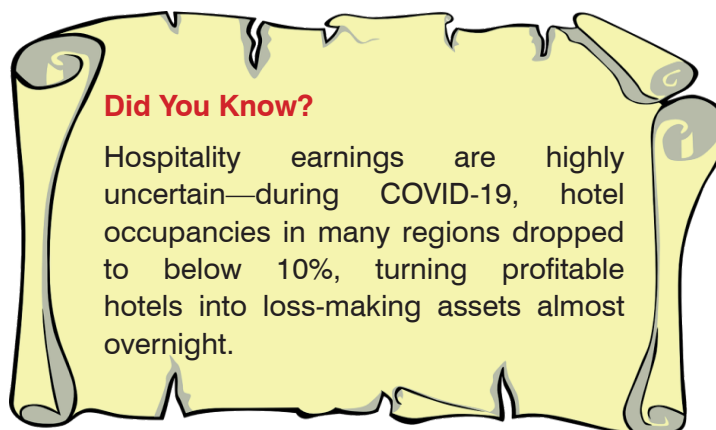 Did You Know?
Hospitality earnings are highly
uncertain—during COVID-19, hotel
occupancies in many regions dropped
to below 10%, turning profitable
hotels into loss-making assets almost
overnight.